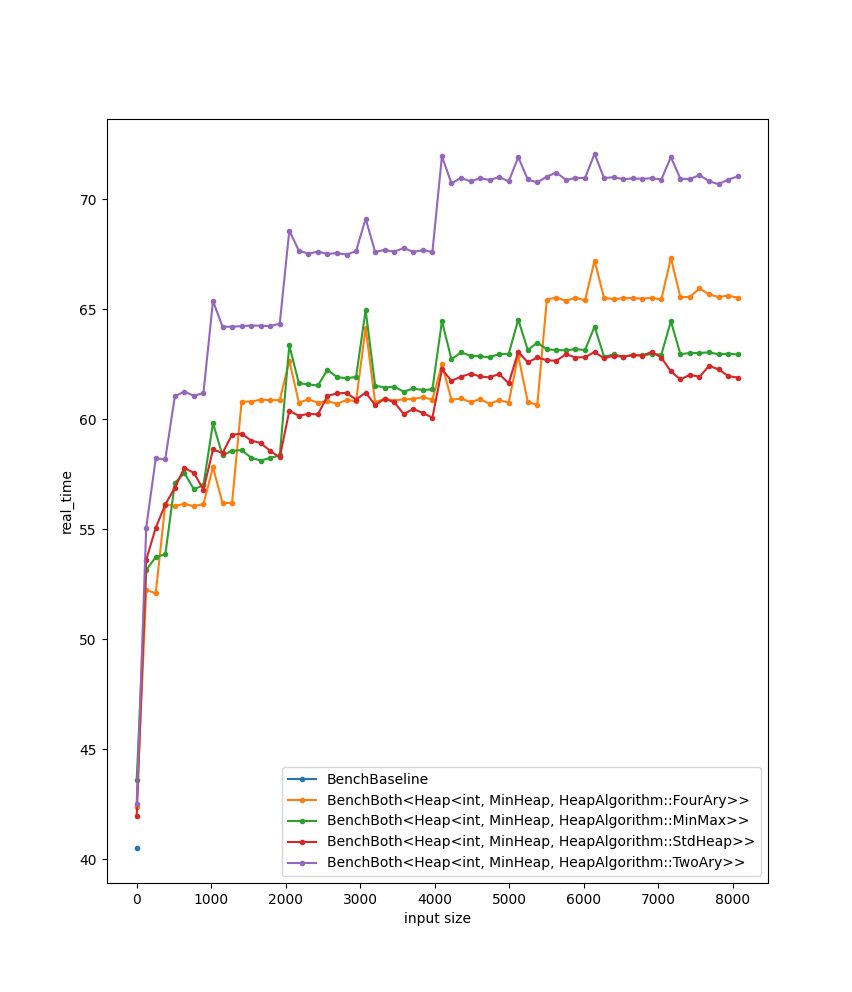 70
65
60
55
50
45
40
real_time
0
1000
2000
3000
4000
5000
6000
7000
8000
input size
BenchBaseline
BenchBoth<Heap<int, MinHeap, HeapAlgorithm::FourAry>>
BenchBoth<Heap<int, MinHeap, HeapAlgorithm::MinMax>>
BenchBoth<Heap<int, MinHeap, HeapAlgorithm::StdHeap>>
BenchBoth<Heap<int, MinHeap, HeapAlgorithm::TwoAry>>